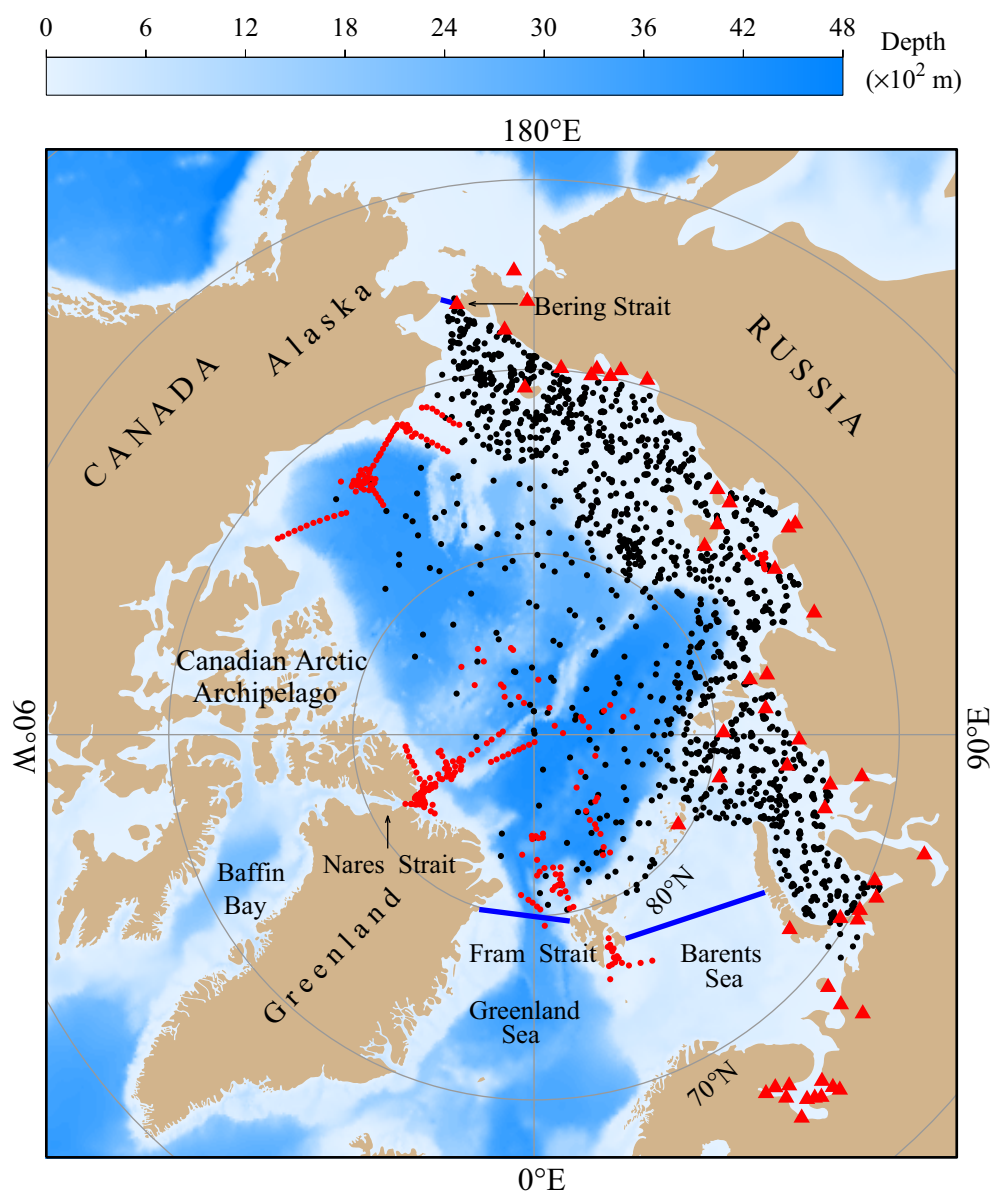 0 6 12 18 24 30 36 42 48
Depth
(×10² m)
180°E
Bering Strait
Alaska
CANADA
RUSSIA
Canadian Arctic
Archipelago
90°W
90°E
Nares Strait
Baffin
Bay
80°N
Greenland
Fram Strait
Barents
Sea
Greenland
Sea
70°N
0°E